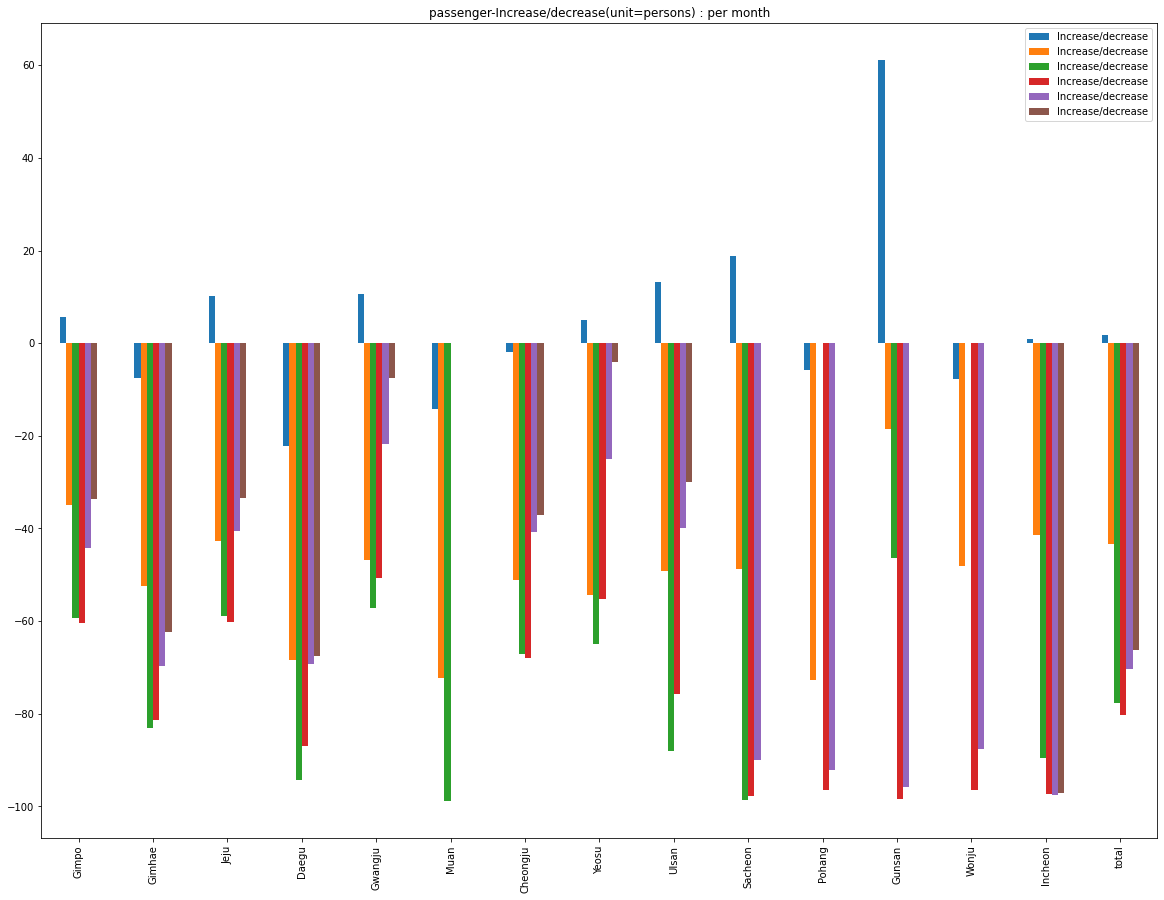 passenger-Increase/decrease(unit=persons) : per month
Increase/decrease
Increase/decrease
Increase/decrease
Increase/decrease
Increase/decrease
Increase/decrease
60
40
20
0
−20
−40
−60
−80
−100
Gimpo
Gimhae
Jeju
Daegu
Gwangju
Muan
Cheongju
Yeosu
Ulsan
Sacheon
Pohang
Gunsan
Wonju
Incheon
total